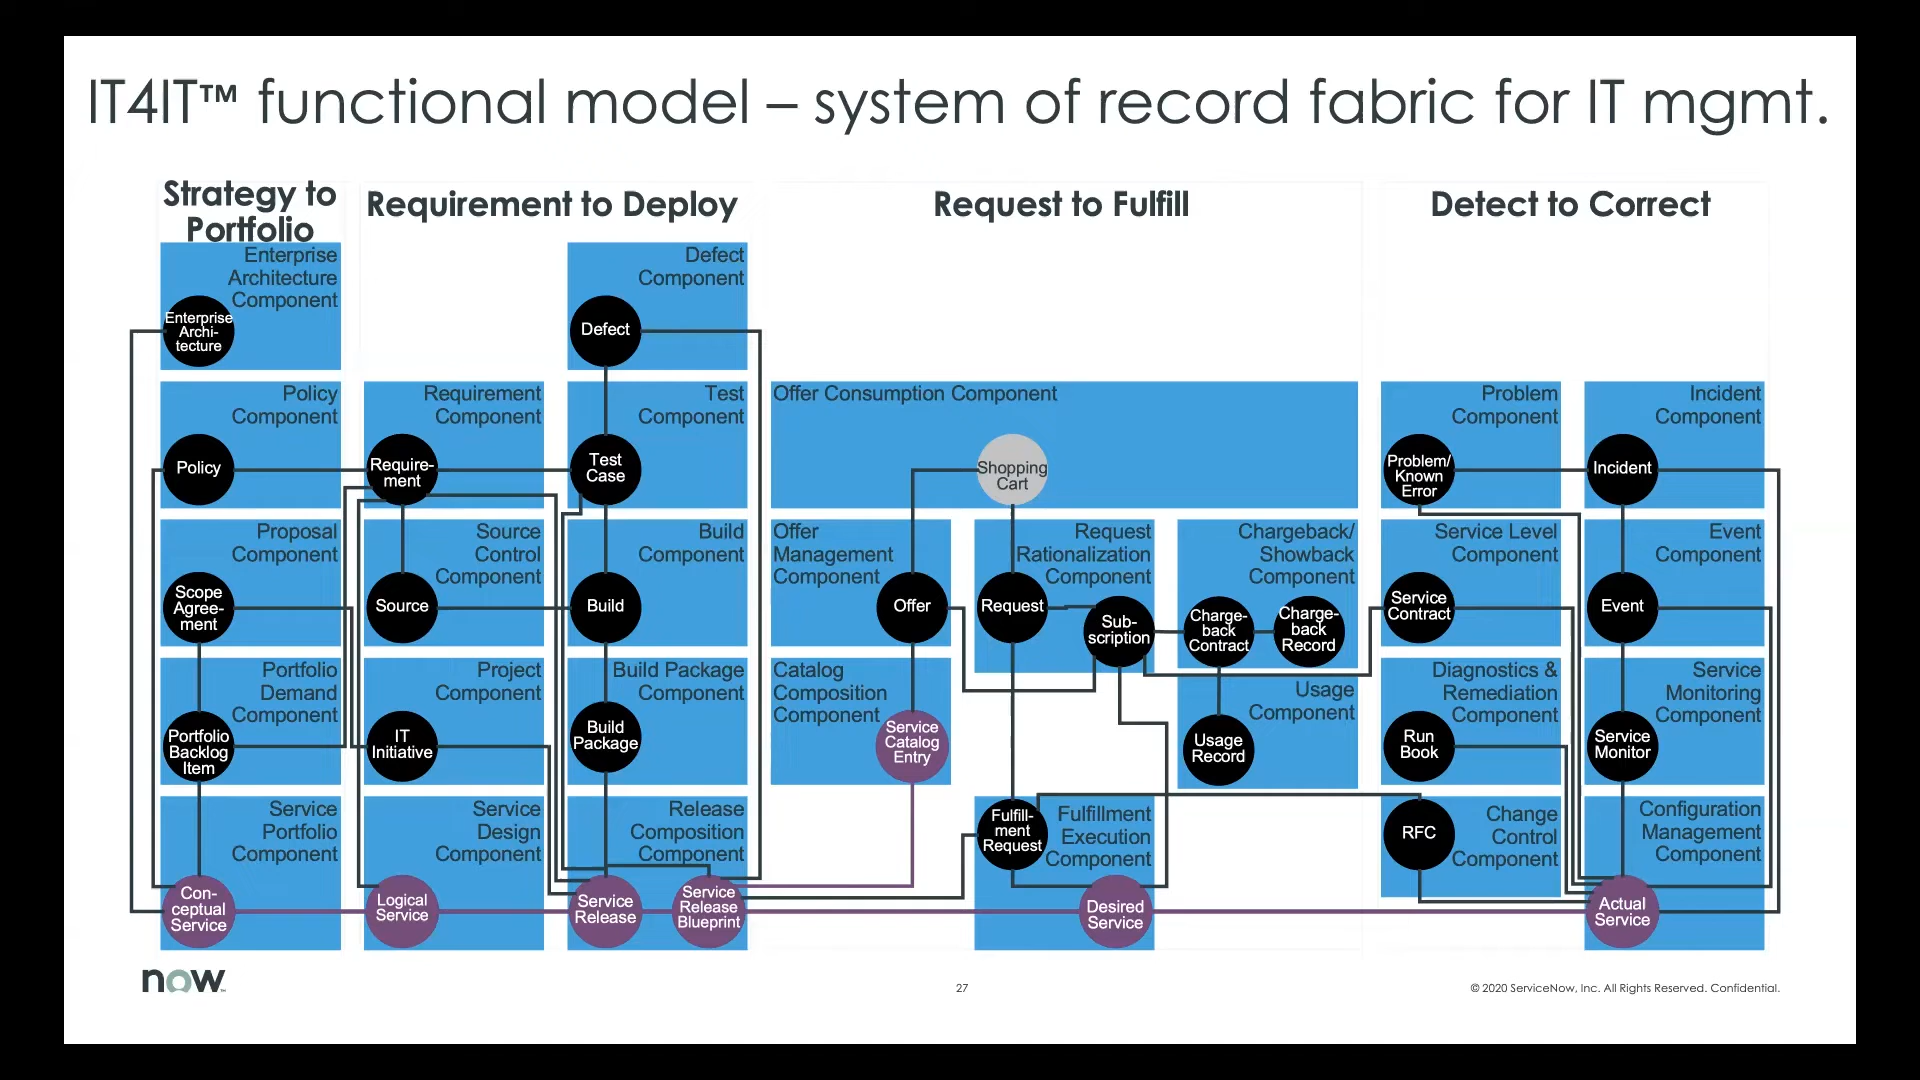 IT4IT™ functional model – system of record fabric for IT mgmt.
Strategy to
Portfolio
Requirement to Deploy
Request to Fulfill
Detect to Correct
Enterprise
Architecture
Component
Enterprise
Archi-
tecture
Defect
Component
Defect
Policy
Component
Policy
Requirement
Component
Require-
ment
Test
Component
Test
Case
Offer Consumption Component
Shopping
Cart
Problem
Component
Problem/
Known
Error
Incident
Component
Incident
Proposal
Component
Scope
Agree-
ment
Source
Control
Component
Source
Build
Component
Build
Offer
Management
Component
Offer
Request
Rationalization
Component
Request
Sub-
scription
Chargeback/
Showback
Component
Charge-
back
Contract
Charge-
back
Record
Service Level
Component
Service
Contract
Event
Component
Event
Portfolio
Demand
Component
Portfolio
Backlog
Item
Project
Component
IT
Initiative
Build Package
Component
Build
Package
Catalog
Composition
Component
Service
Catalog
Entry
Usage
Component
Usage
Record
Diagnostics &
Remediation
Component
Run
Book
Service
Monitoring
Component
Service
Monitor
Service
Portfolio
Component
Con-
ceptual
Service
Service
Design
Component
Logical
Service
Release
Composition
Component
Service
Release
Service
Release
Blueprint
Fulfill-
ment
Request
Fulfillment
Execution
Component
Desired
Service
Change
Control
Component
RFC
Configuration
Management
Component
Actual
Service
now
27
© 2020 ServiceNow, Inc. All Rights Reserved. Confidential.